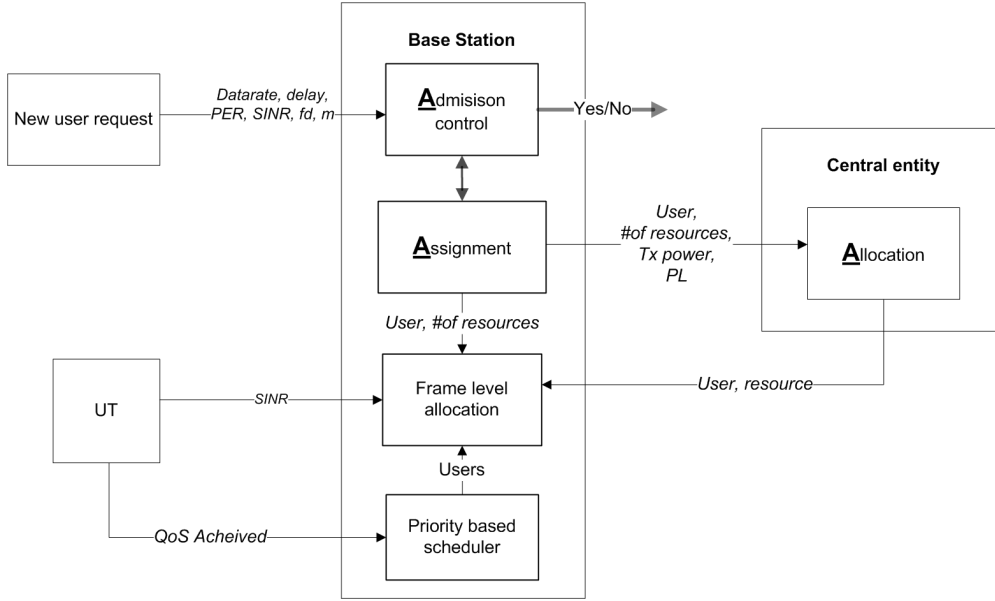 Base Station
New user request
Datarate, delay,
PER, SINR, fd, m
Admisison
control
Yes/No
Central entity
Assignment
User,
#of resources,
Tx power,
PL
Allocation
User, #of resources
UT
SINR
Frame level
allocation
User, resource
Users
QoS Acheived
Priority based
scheduler